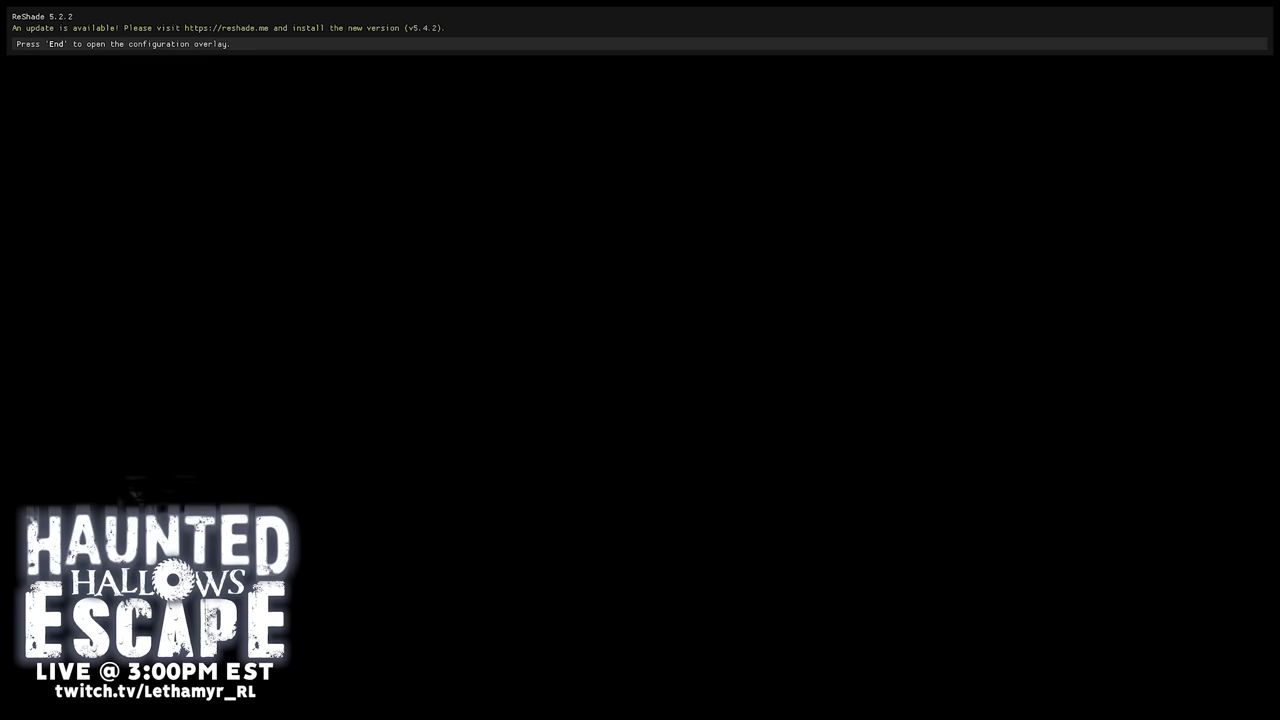 ReShade 5.2.2
An update is available! Please visit https://reshade.me and install the new version (v5.4.2).
Press 'End' to open the configuration overlay.
HAUNTED
HALLOWS
ESCAPE
LIVE @ 3:00PM EST
twitch.tv/Lethamyr_RL